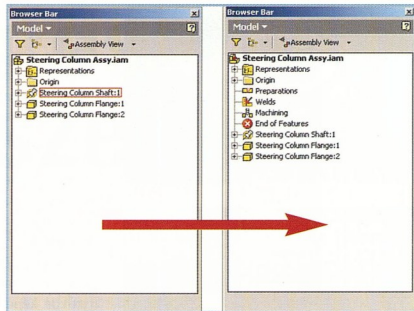 Browser Bar
Model
Assembly View
Steering Column Assy.iam
Representations
Origin
Steering Column Shaft:1
Steering Column Flange:1
Steering Column Flange:2
Browser Bar
Model
Assembly View
Steering Column Assy.iam
Representations
Origin
Preparations
Welds
Machining
End of Features
Steering Column Shaft:1
Steering Column Flange:1
Steering Column Flange:2